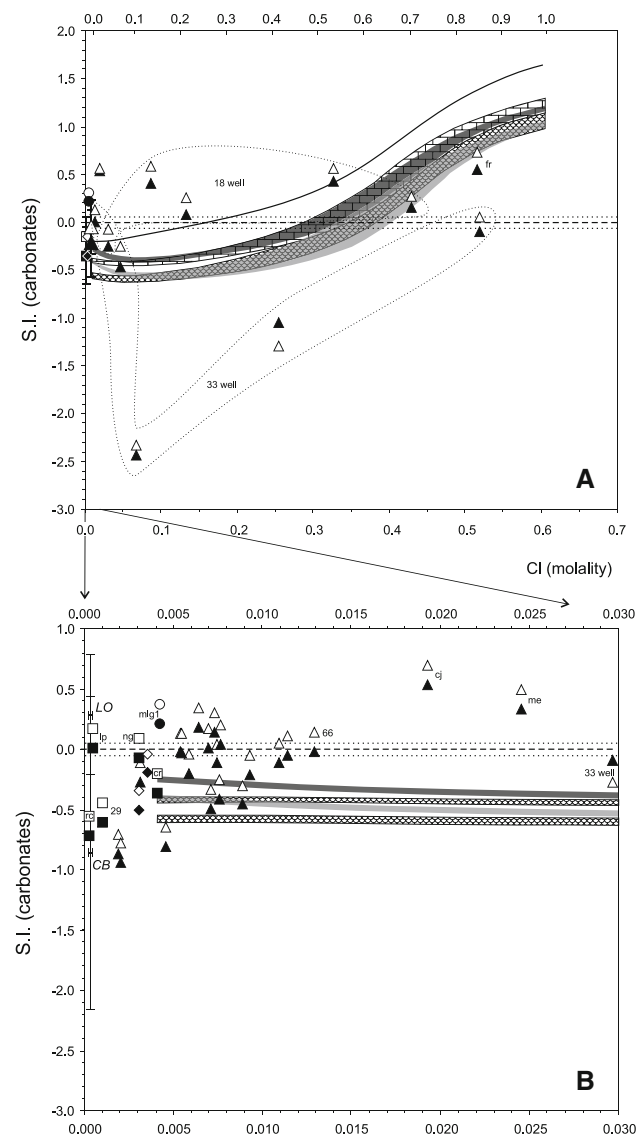 0.0 0.1 0.2 0.3 0.4 0.5 0.6 0.7 0.8 0.9 1.0
2.0
1.5
1.0
0.5
0.0
-0.5
-1.0
-1.5
-2.0
-2.5
-3.0
S.I. (carbonates)
18 well
fr
33 well
A
0.0 0.1 0.2 0.3 0.4 0.5 0.6 0.7
Cl (molality)
0.000 0.005 0.010 0.015 0.020 0.025 0.030
1.0
0.5
0.0
-0.5
-1.0
-1.5
-2.0
-2.5
-3.0
S.I. (carbonates)
cj
LO
mlg1
me
lp
ng
66
33 well
cr
29
rc
CB
B
0.000 0.005 0.010 0.015 0.020 0.025 0.030